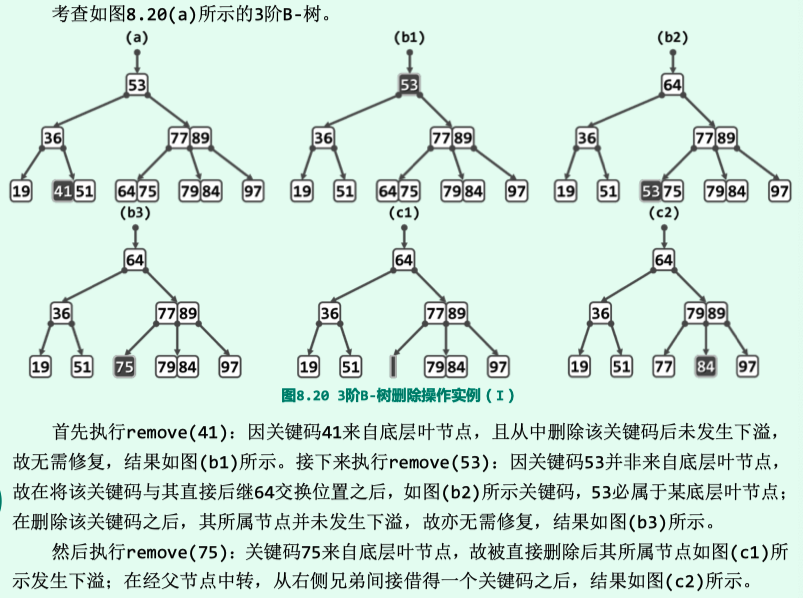 考查如图8.20(a)所示的3阶B-树。
(a) (b1) (b2)
53 53 64
36 77 89 36 77 89 36 77 89
19 41 51 64 75 79 84 97 19 51 64 75 79 84 97 19 51 53 75 79 84 97
(b3) (c1) (c2)
64 64 64
36 77 89 36 77 89 36 79 89
19 51 75 79 84 97 19 51 79 84 97 19 51 77 84 97
图8.20 3阶B-树删除操作实例（I）
首先执行remove(41)：因关键码41来自底层叶节点，且从中删除该关键码后未发生下溢，
故无需修复，结果如图(b1)所示。接下来执行remove(53)：因关键码53并非来自底层叶节点，
故在将该关键码与其直接后继64交换位置之后，如图(b2)所示关键码，53必属于某底层叶节点；
在删除该关键码之后，其所属节点并未发生下溢，故亦无需修复，结果如图(b3)所示。
然后执行remove(75)：关键码75来自底层叶节点，故被直接删除后其所属节点如图(c1)所
示发生下溢；在经父节点中转，从右侧兄弟间接借得一个关键码之后，结果如图(c2)所示。